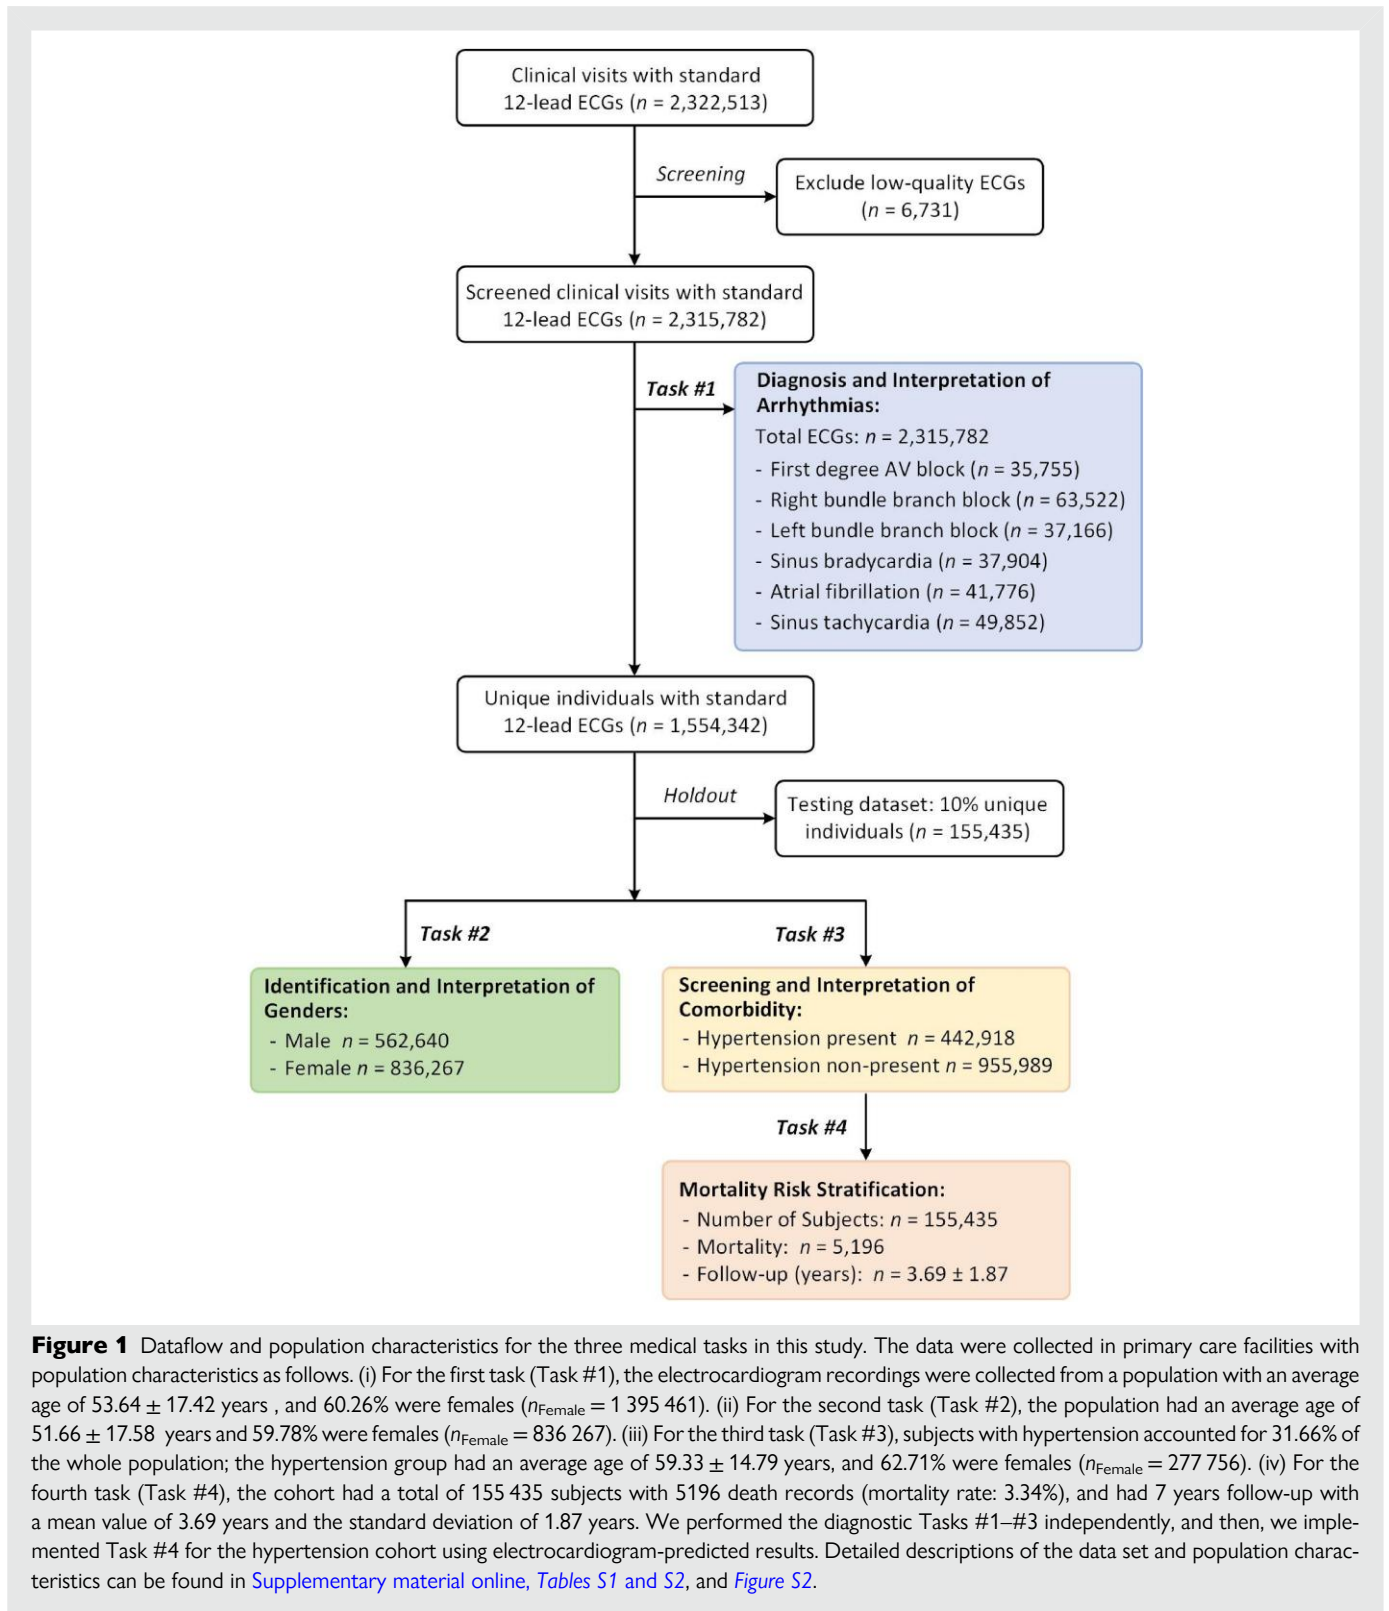 Clinical visits with standard
12-lead ECGs (n = 2,322,513)
Screening
Exclude low-quality ECGs
(n = 6,731)
Screened clinical visits with standard
12-lead ECGs (n = 2,315,782)
Task #1
Diagnosis and Interpretation of
Arrhythmias:
Total ECGs: n = 2,315,782
- First degree AV block (n = 35,755)
- Right bundle branch block (n = 63,522)
- Left bundle branch block (n = 37,166)
- Sinus bradycardia (n = 37,904)
- Atrial fibrillation (n = 41,776)
- Sinus tachycardia (n = 49,852)
Unique individuals with standard
12-lead ECGs (n = 1,554,342)
Holdout
Testing dataset: 10% unique
individuals (n = 155,435)
Task #2
Task #3
Identification and Interpretation of
Genders:
- Male n = 562,640
- Female n = 836,267
Screening and Interpretation of
Comorbidity:
- Hypertension present n = 442,918
- Hypertension non-present n = 955,989
Task #4
Mortality Risk Stratification:
- Number of Subjects: n = 155,435
- Mortality: n = 5,196
- Follow-up (years): n = 3.69 ± 1.87
Figure 1 Dataflow and population characteristics for the three medical tasks in this study. The data were collected in primary care facilities with
population characteristics as follows. (i) For the first task (Task #1), the electrocardiogram recordings were collected from a population with an average
age of 53.64 ± 17.42 years , and 60.26% were females (nFemale = 1 395 461). (ii) For the second task (Task #2), the population had an average age of
51.66 ± 17.58 years and 59.78% were females (nFemale = 836 267). (iii) For the third task (Task #3), subjects with hypertension accounted for 31.66% of
the whole population; the hypertension group had an average age of 59.33 ± 14.79 years, and 62.71% were females (nFemale = 277 756). (iv) For the
fourth task (Task #4), the cohort had a total of 155 435 subjects with 5196 death records (mortality rate: 3.34%), and had 7 years follow-up with
a mean value of 3.69 years and the standard deviation of 1.87 years. We performed the diagnostic Tasks #1–#3 independently, and then, we imple-
mented Task #4 for the hypertension cohort using electrocardiogram-predicted results. Detailed descriptions of the data set and population charac-
teristics can be found in Supplementary material online, Tables S1 and S2, and Figure S2.